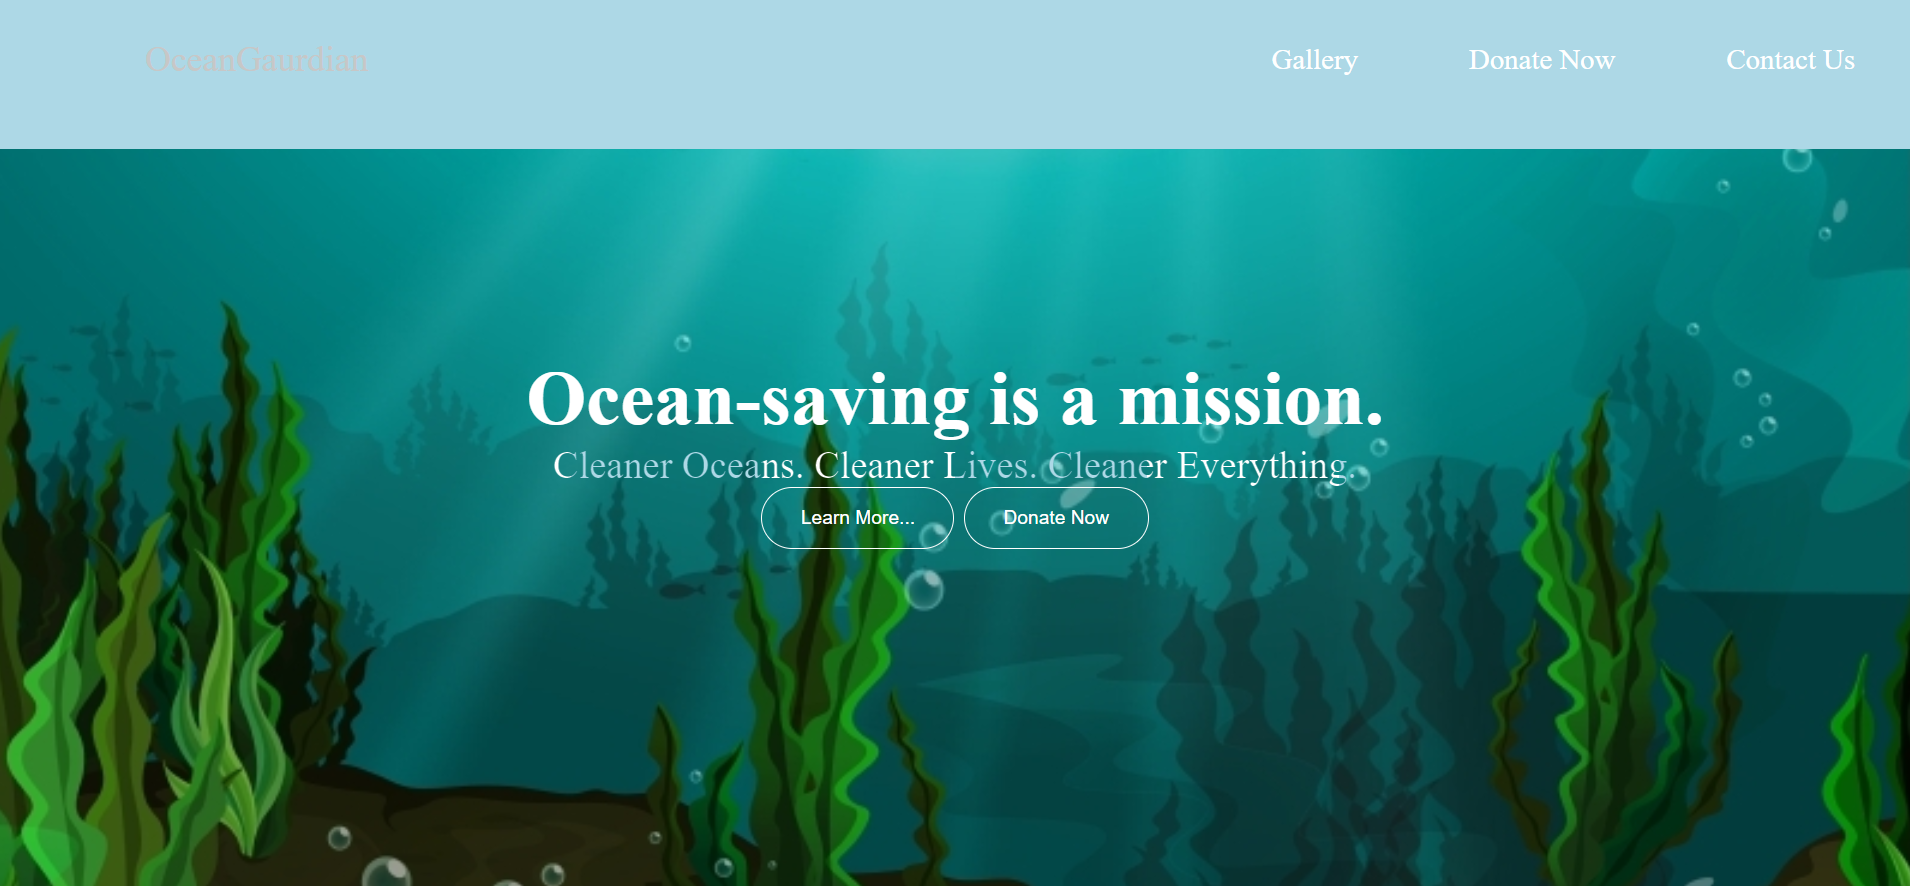 OceanGaurdian Gallery Donate Now Contact Us
Ocean-saving is a mission.
Cleaner Oceans. Cleaner Lives. Cleaner Everything.
Learn More... Donate Now